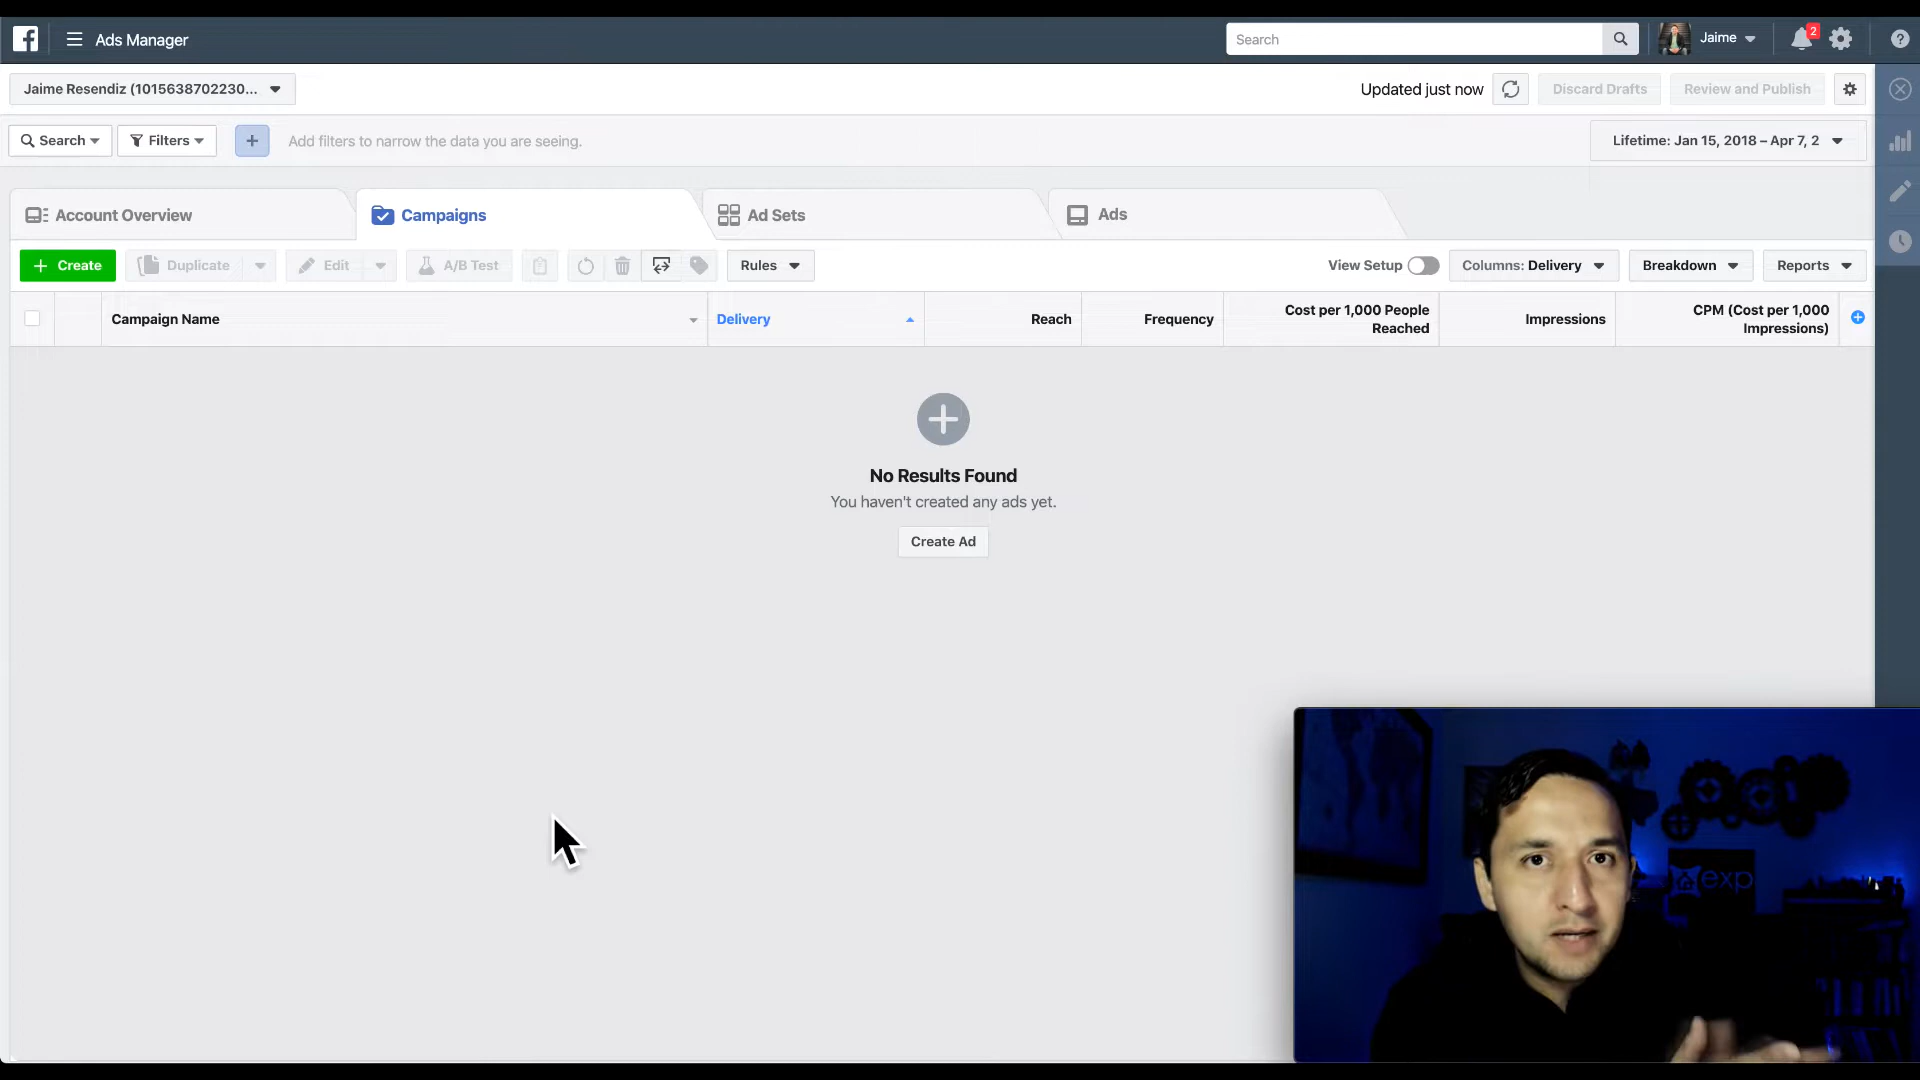 Ads Manager
Search
Jaime
2
Jaime Resendiz (1015638702230...
Updated just now
Discard Drafts
Review and Publish
Search
Filters
Add filters to narrow the data you are seeing.
Lifetime: Jan 15, 2018 – Apr 7, 2
Account Overview
Campaigns
Ad Sets
Ads
+ Create
Duplicate
Edit
A/B Test
Rules
View Setup
Columns: Delivery
Breakdown
Reports
Campaign Name
Delivery
Reach
Frequency
Cost per 1,000 People
Reached
Impressions
CPM (Cost per 1,000
Impressions)
No Results Found
You haven't created any ads yet.
Create Ad
exp